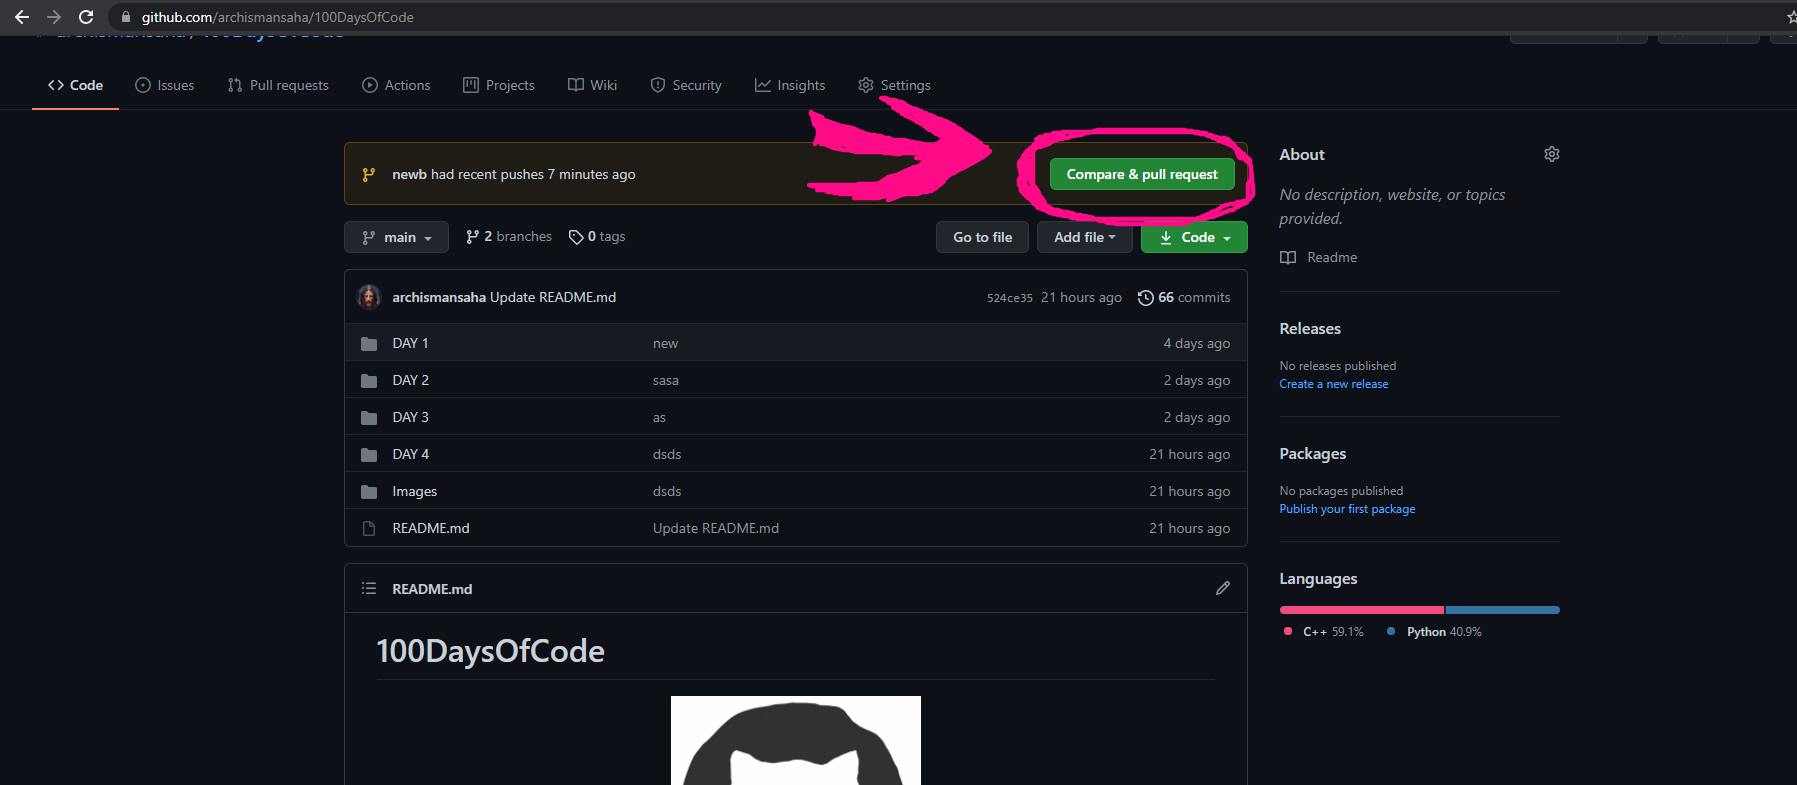 github.com/archismansaha/100DaysOfCode
archismansaha / 100DaysOfCode
Code Issues Pull requests Actions Projects Wiki Security Insights Settings
newb had recent pushes 7 minutes ago Compare & pull request
main 2 branches 0 tags Go to file Add file Code
archismansaha Update README.md 524ce35 21 hours ago 66 commits
DAY 1 new 4 days ago
DAY 2 sasa 2 days ago
DAY 3 as 2 days ago
DAY 4 dsds 21 hours ago
Images dsds 21 hours ago
README.md Update README.md 21 hours ago
README.md
100DaysOfCode
About
No description, website, or topics
provided.
Readme
Releases
No releases published
Create a new release
Packages
No packages published
Publish your first package
Languages
C++ 59.1% Python 40.9%